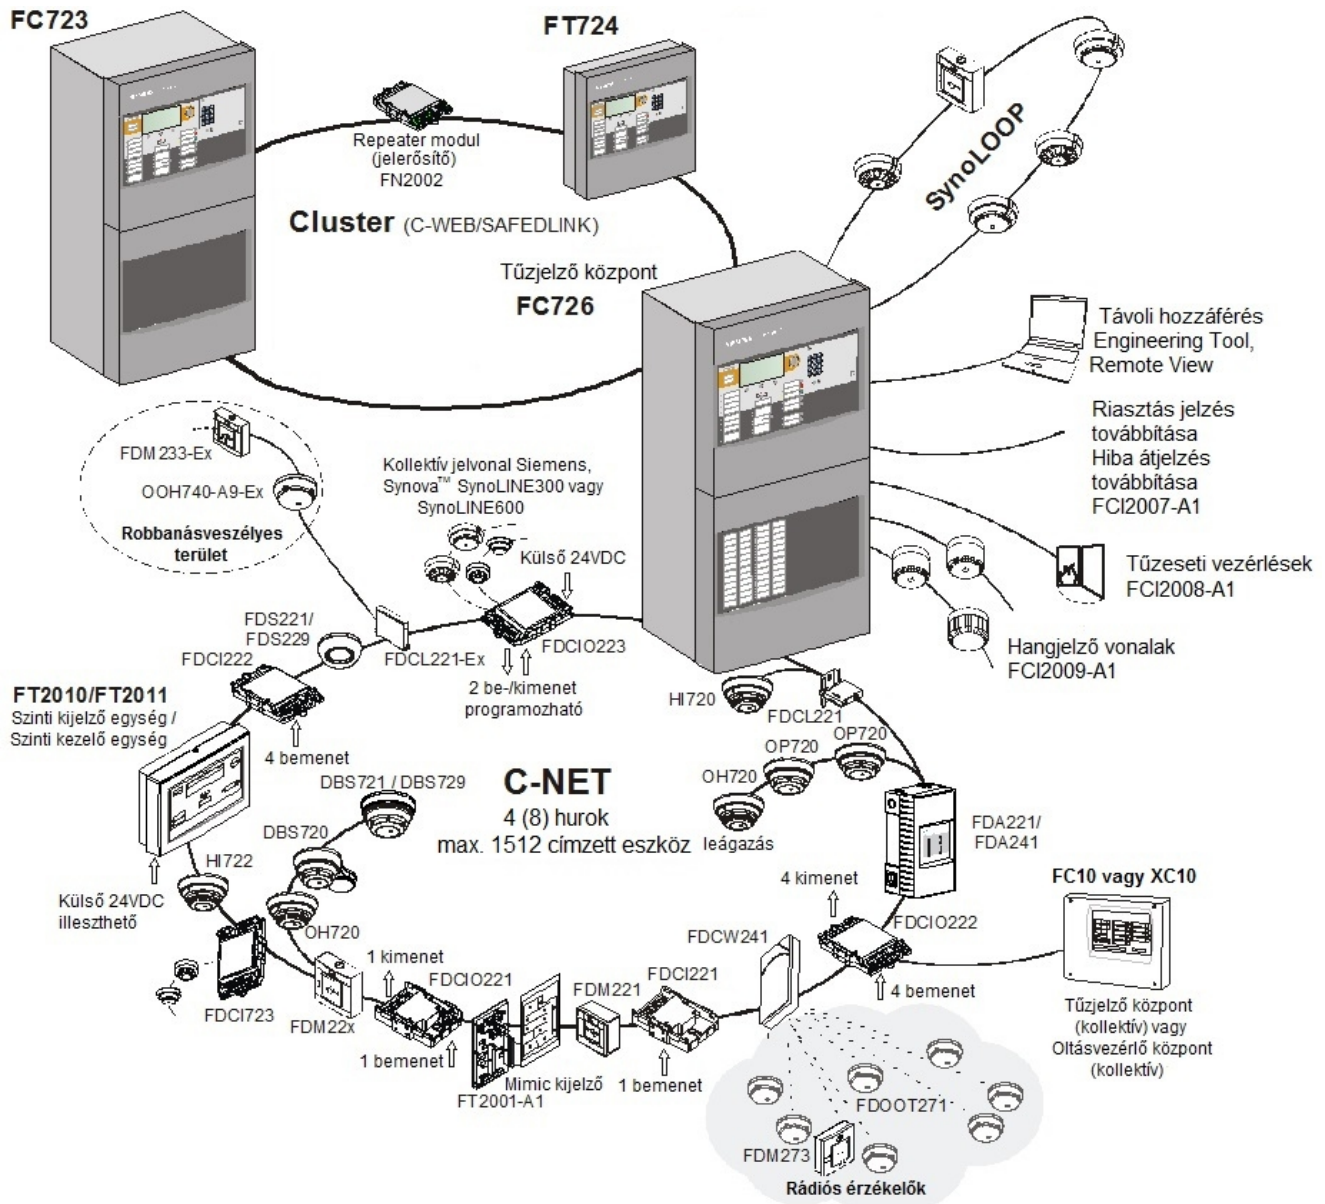 FC723
FT724
Repeater modul
(jelerősítő)
FN2002
SynoLOOP
Cluster (C-WEB/SAFEDLINK)
Tűzjelző központ
FC726
Távoli hozzáférés
Engineering Tool,
Remote View
Riasztás jelzés
továbbítása
Hiba átjelzés
továbbítása
FCI2007-A1
Tűzeseti vezérlések
FCI2008-A1
Hangjelző vonalak
FCI2009-A1
FDM233-Ex
OOH740-A9-Ex
Robbanásveszélyes
terület
Kollektív jelvonal Siemens,
Synova™ SynoLINE300 vagy
SynoLINE600
Külső 24VDC
FDS221/
FDS229
FDCI222
FDCL221-Ex
FDCIO223
2 be-/kimenet
programozható
FT2010/FT2011
Szinti kijelző egység /
Szinti kezelő egység
4 bemenet
HI720
FDCL221
OP720
OP720
OH720
leágazás
C-NET
4 (8) hurok
max. 1512 címzett eszköz
DBS721 / DBS729
DBS720
HI722
OH720
Külső 24VDC
illeszthető
FDA221/
FDA241
FC10 vagy XC10
4 kimenet
FDCIO222
4 bemenet
FDCW241
FDCI221
FDM221
1 kimenet
FDCIO221
FDCI723
FDM22x
1 bemenet
Mimic kijelző
FT2001-A1
1 bemenet
Tűzjelző központ
(kollektív) vagy
Oltásvezérlő központ
(kollektív)
FDOOT271
FDM273
Rádiós érzékelők